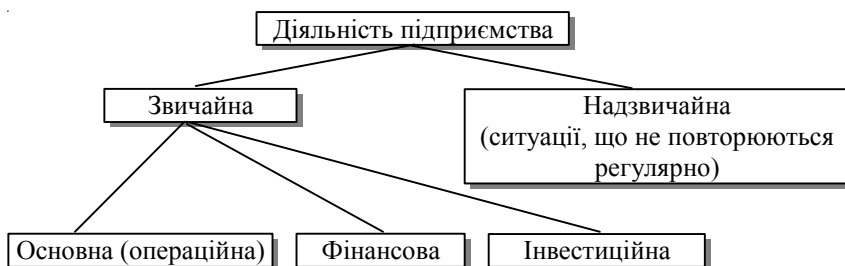 Діяльність підприємства
Звичайна
Надзвичайна
(ситуації, що не повторюються
регулярно)
Основна (операційна)
Фінансова
Інвестиційна